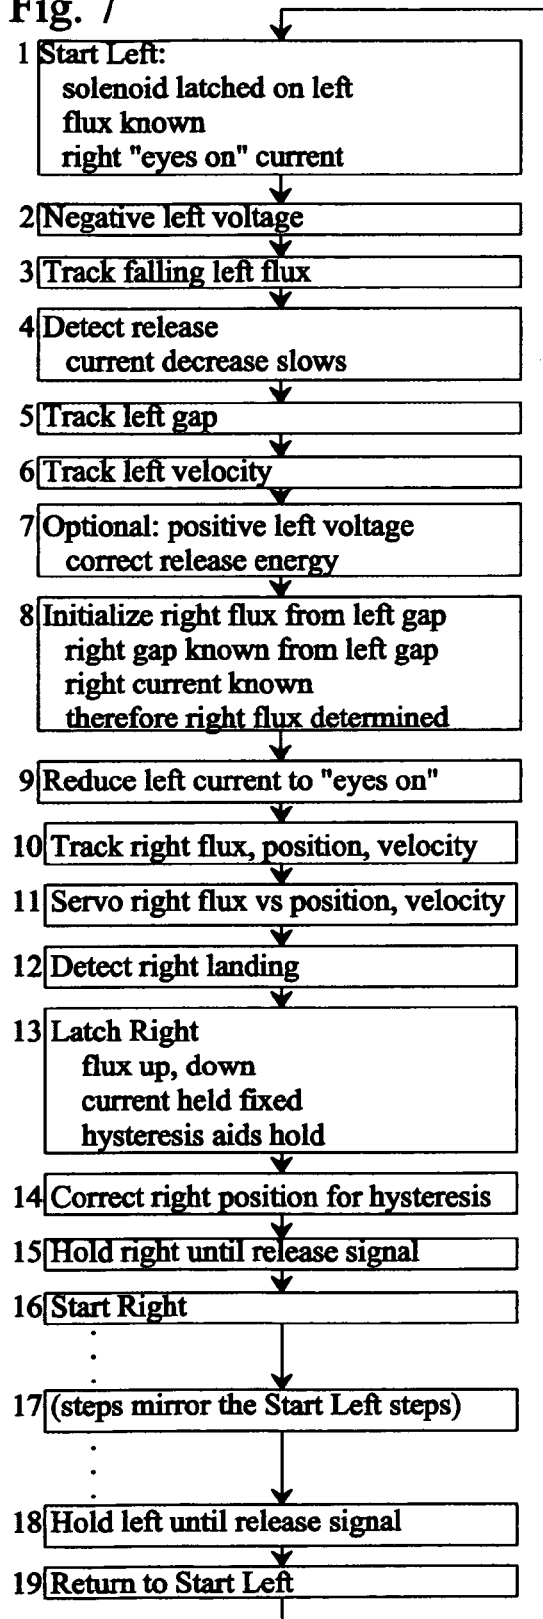 Fig. 7
1 Start Left:
solenoid latched on left
flux known
right "eyes on" current
2 Negative left voltage
3 Track falling left flux
4 Detect release
current decrease slows
5 Track left gap
6 Track left velocity
7 Optional: positive left voltage
correct release energy
8 Initialize right flux from left gap
right gap known from left gap
right current known
therefore right flux determined
9 Reduce left current to "eyes on"
10 Track right flux, position, velocity
11 Servo right flux vs position, velocity
12 Detect right landing
13 Latch Right
flux up, down
current held fixed
hysteresis aids hold
14 Correct right position for hysteresis
15 Hold right until release signal
16 Start Right
17 (steps mirror the Start Left steps)
18 Hold left until release signal
19 Return to Start Left